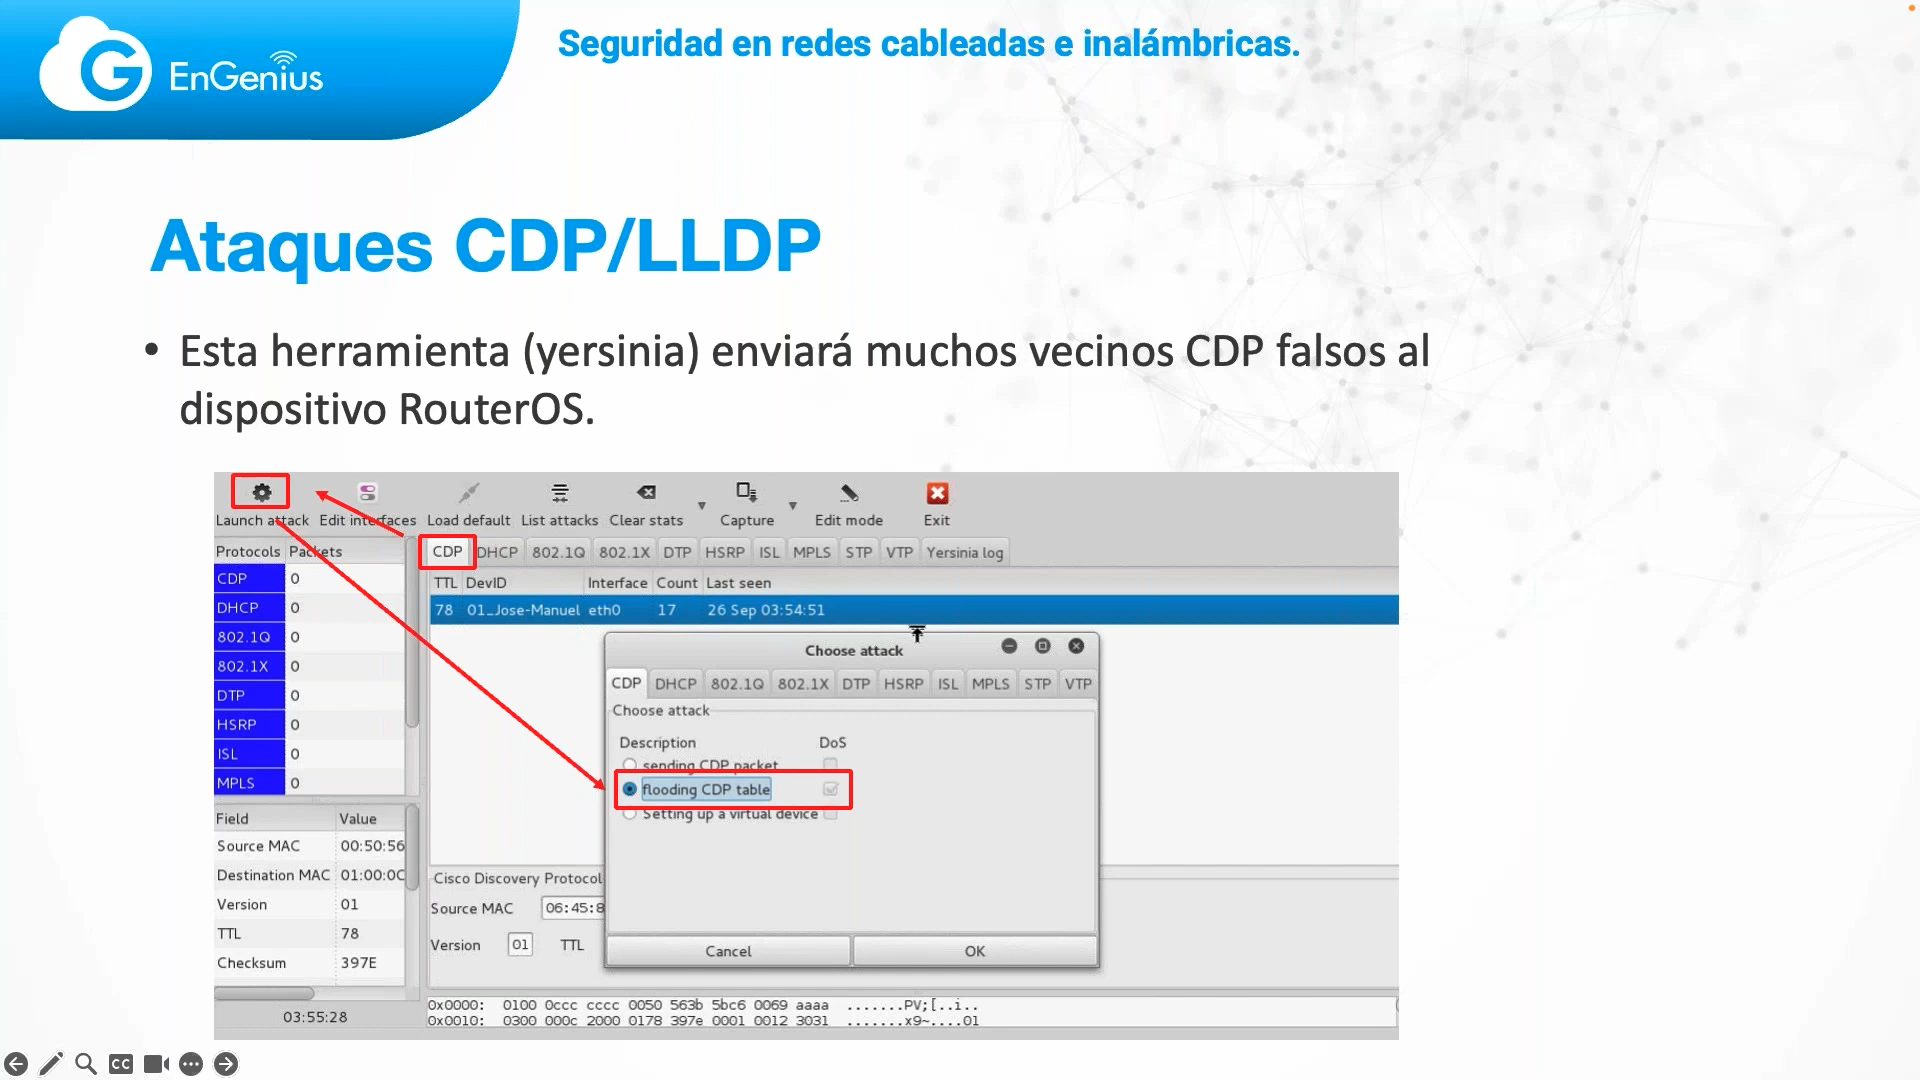 EnGenius
Seguridad en redes cableadas e inalámbricas.
Ataques CDP/LLDP
• Esta herramienta (yersinia) enviará muchos vecinos CDP falsos al
dispositivo RouterOS.
Launch attack Edit interfaces Load default List attacks Clear stats Capture Edit mode Exit
Protocols Packets
CDP 0
DHCP 0
802.1Q 0
802.1X 0
DTP 0
HSRP 0
ISL 0
MPLS 0
Field Value
Source MAC 00:50:56
Destination MAC 01:00:0C
Version 01
TTL 78
Checksum 397E
03:55:28
CDP DHCP 802.1Q 802.1X DTP HSRP ISL MPLS STP VTP Yersinia log
TTL DevID Interface Count Last seen
78 01_Jose-Manuel eth0 17 26 Sep 03:54:51
Choose attack
CDP DHCP 802.1Q 802.1X DTP HSRP ISL MPLS STP VTP
Choose attack
Description DoS
sending CDP packet
flooding CDP table
Setting up a virtual device
Cancel OK
Cisco Discovery Protocol
Source MAC 06:45:8
Version 01 TTL
0x0000: 0100 0ccc cccc 0050 563b 5bc6 0069 aaaa .......PV;[..i..
0x0010: 0300 000c 2000 0178 397e 0001 0012 3031 .......x9~....01
CC